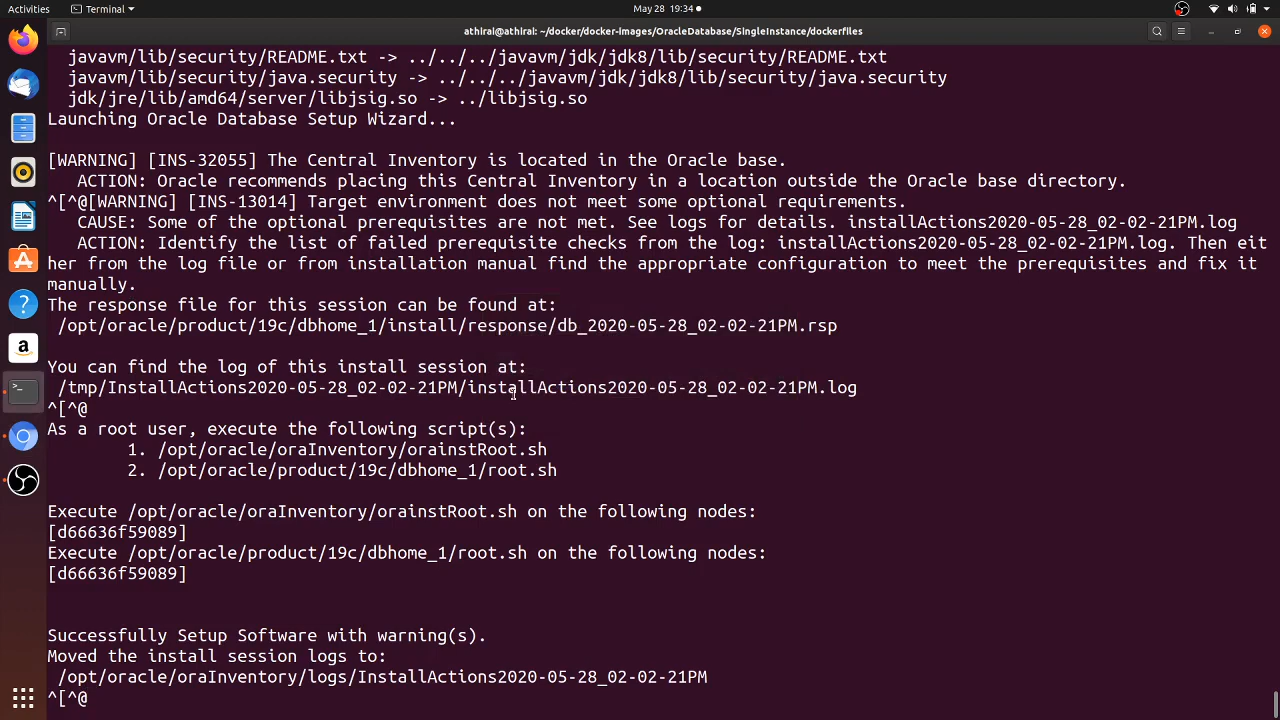 Activities
Terminal
May 28 19:34
athirai@athirai: ~/docker/docker-images/OracleDatabase/SingleInstance/dockerfiles
javavm/lib/security/README.txt -> ../../../javavm/jdk/jdk8/lib/security/README.txt
javavm/lib/security/java.security -> ../../../javavm/jdk/jdk8/lib/security/java.security
jdk/jre/lib/amd64/server/libjsig.so -> ../libjsig.so
Launching Oracle Database Setup Wizard...
[WARNING] [INS-32055] The Central Inventory is located in the Oracle base.
ACTION: Oracle recommends placing this Central Inventory in a location outside the Oracle base directory.
^[^@[WARNING] [INS-13014] Target environment does not meet some optional requirements.
CAUSE: Some of the optional prerequisites are not met. See logs for details. installActions2020-05-28_02-02-21PM.log
ACTION: Identify the list of failed prerequisite checks from the log: installActions2020-05-28_02-02-21PM.log. Then eit
her from the log file or from installation manual find the appropriate configuration to meet the prerequisites and fix it
manually.
The response file for this session can be found at:
/opt/oracle/product/19c/dbhome_1/install/response/db_2020-05-28_02-02-21PM.rsp
You can find the log of this install session at:
/tmp/InstallActions2020-05-28_02-02-21PM/installActions2020-05-28_02-02-21PM.log
^[^@
As a root user, execute the following script(s):
1. /opt/oracle/oraInventory/orainstRoot.sh
2. /opt/oracle/product/19c/dbhome_1/root.sh
Execute /opt/oracle/oraInventory/orainstRoot.sh on the following nodes:
[d66636f59089]
Execute /opt/oracle/product/19c/dbhome_1/root.sh on the following nodes:
[d66636f59089]
Successfully Setup Software with warning(s).
Moved the install session logs to:
/opt/oracle/oraInventory/logs/InstallActions2020-05-28_02-02-21PM
^[^@